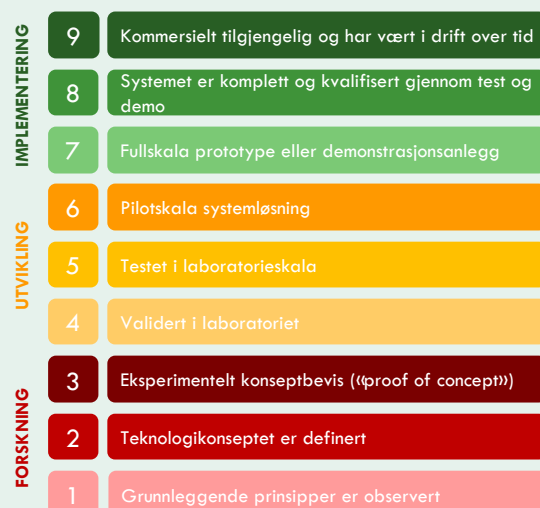 IMPLEMENTERING
9 Kommersielt tilgjengelig og har vært i drift over tid
8 Systemet er komplett og kvalifisert gjennom test og
demo
7 Fullskala prototype eller demonstrasjonsanlegg
UTVIKLING
6 Pilotskala systemløsning
5 Testet i laboratorieskala
4 Validert i laboratoriet
FORSKNING
3 Eksperimentelt konseptbevis («proof of concept»)
2 Teknologikonseptet er definert
1 Grunnleggende prinsipper er observert